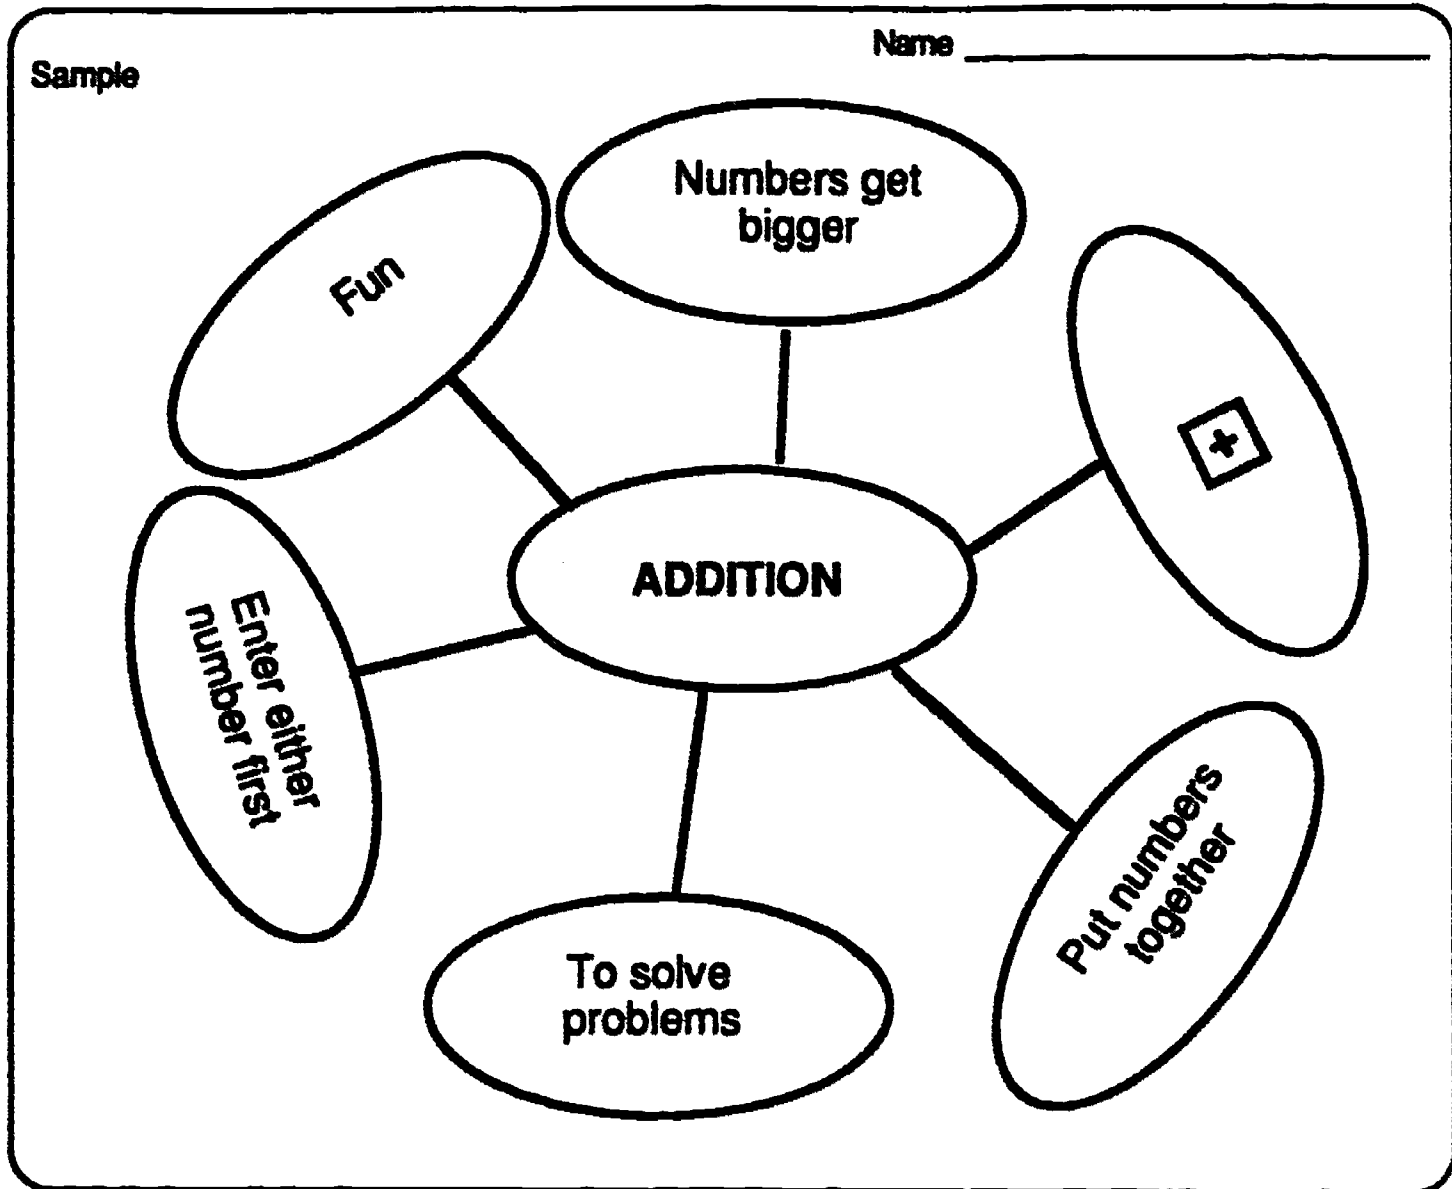 Name
Sample
Numbers get
bigger
Fun
+
ADDITION
Enter either
number first
Put numbers
together
To solve
problems